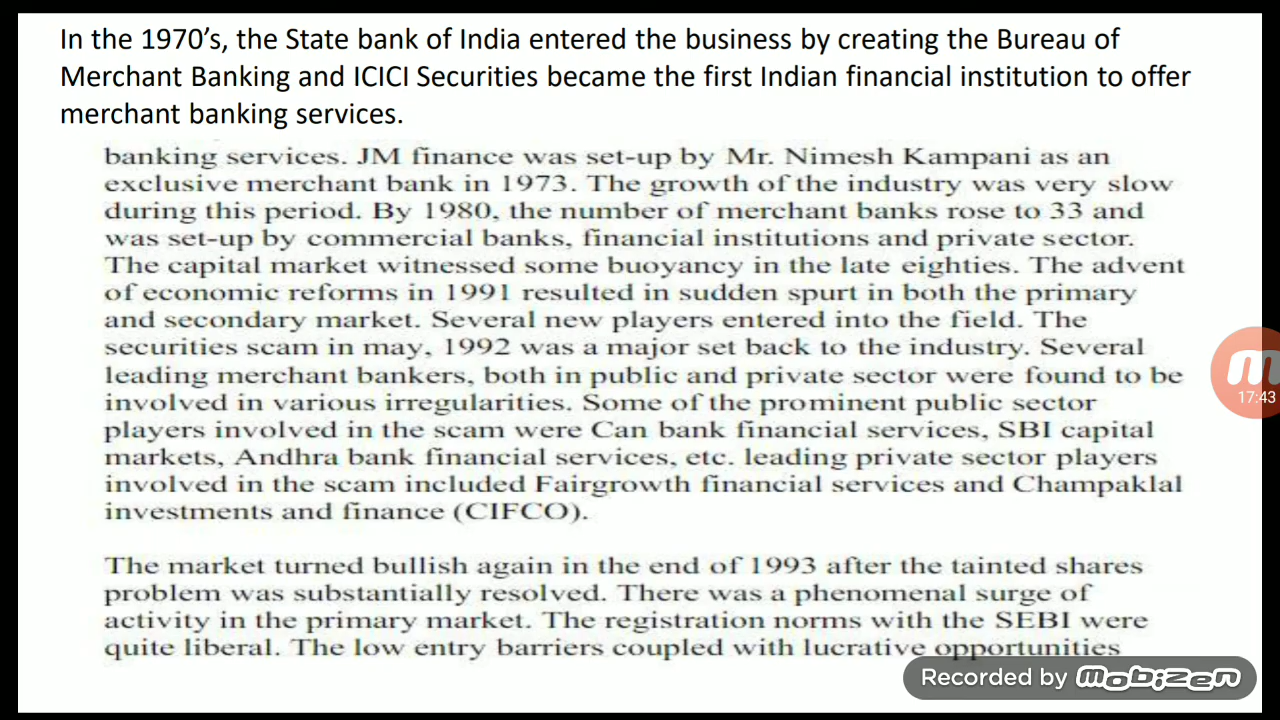 In the 1970's, the State bank of India entered the business by creating the Bureau of
Merchant Banking and ICICI Securities became the first Indian financial institution to offer
merchant banking services.
banking services. JM finance was set-up by Mr. Nimesh Kampani as an
exclusive merchant bank in 1973. The growth of the industry was very slow
during this period. By 1980, the number of merchant banks rose to 33 and
was set-up by commercial banks, financial institutions and private sector.
The capital market witnessed some buoyancy in the late eighties. The advent
of economic reforms in 1991 resulted in sudden spurt in both the primary
and secondary market. Several new players entered into the field. The
securities scam in may, 1992 was a major set back to the industry. Several
leading merchant bankers, both in public and private sector were found to be
involved in various irregularities. Some of the prominent public sector
players involved in the scam were Can bank financial services, SBI capital
markets, Andhra bank financial services, etc. leading private sector players
involved in the scam included Fairgrowth financial services and Champaklal
investments and finance (CIFCO).
The market turned bullish again in the end of 1993 after the tainted shares
problem was substantially resolved. There was a phenomenal surge of
activity in the primary market. The registration norms with the SEBI were
quite liberal. The low entry barriers coupled with lucrative opportunities
17:43
Recorded by mobizen